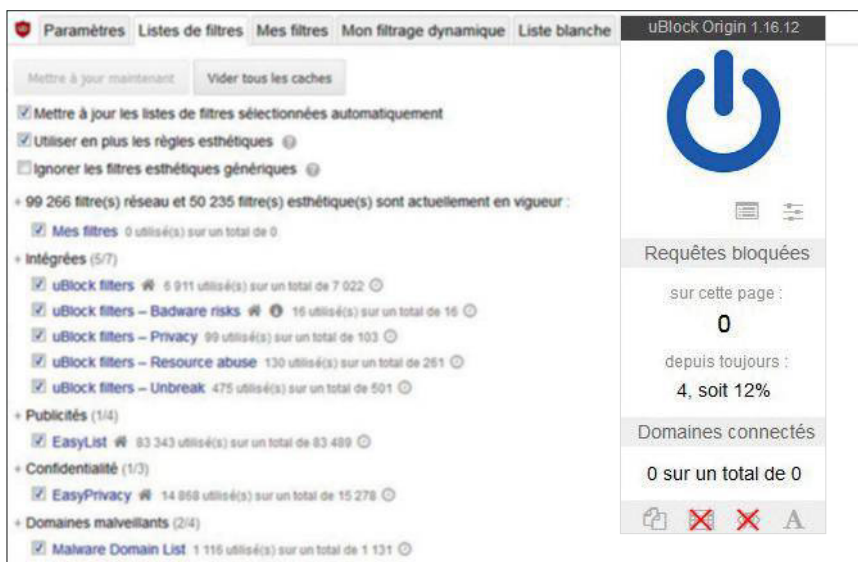 Paramètres Listes de filtres Mes filtres Mon filtrage dynamique Liste blanche
Mettre à jour maintenant Vider tous les caches
Mettre à jour les listes de filtres sélectionnées automatiquement
Utiliser en plus les règles esthétiques
Ignorer les filtres esthétiques génériques
99 266 filtre(s) réseau et 50 235 filtre(s) esthétique(s) sont actuellement en vigueur :
Mes filtres 0 utilisé(s) sur un total de 0
Intégrées (5/7)
uBlock filters 6 911 utilisé(s) sur un total de 7 022
uBlock filters – Badware risks 16 utilisé(s) sur un total de 16
uBlock filters – Privacy 99 utilisé(s) sur un total de 103
uBlock filters – Resource abuse 130 utilisé(s) sur un total de 261
uBlock filters – Unbreak 475 utilisé(s) sur un total de 501
Publicités (1/4)
EasyList 83 343 utilisé(s) sur un total de 83 489
Confidentialité (1/3)
EasyPrivacy 14 868 utilisé(s) sur un total de 15 278
Domaines malveillants (2/4)
Malware Domain List 1 116 utilisé(s) sur un total de 1 131
uBlock Origin 1.16.12
Requêtes bloquées
sur cette page :
0
depuis toujours :
4, soit 12%
Domaines connectés
0 sur un total de 0
A